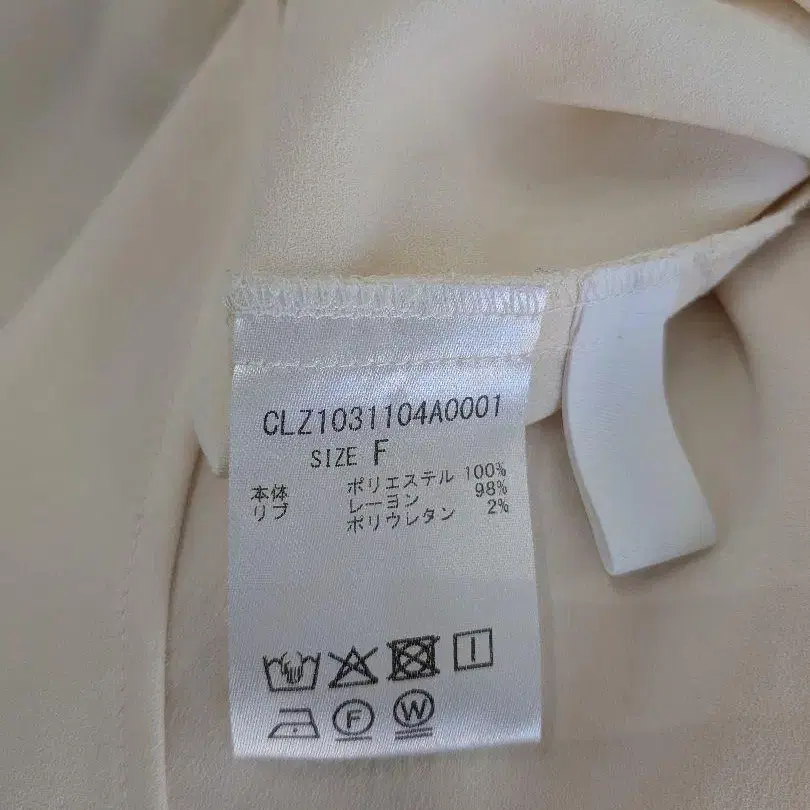 CLZ1031104A0001
SIZE F
本体 ポリエステル 100%
リブ レーヨン 98%
ポリウレタン 2%
F W